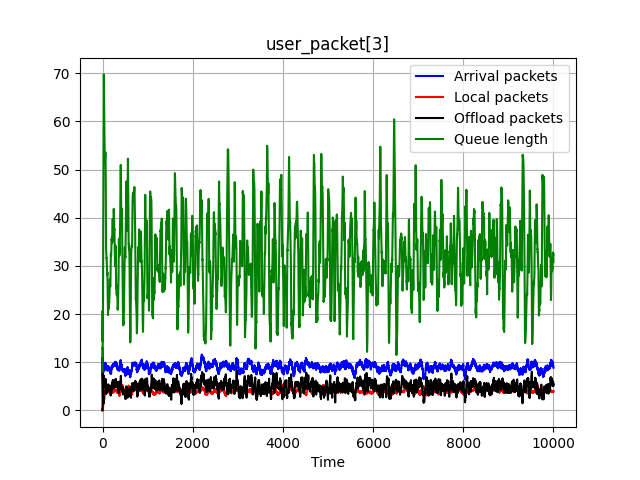 user_packet[3]
Arrival packets
Local packets
Offload packets
Queue length
70
60
50
40
30
20
10
0
0 2000 4000 6000 8000 10000
Time